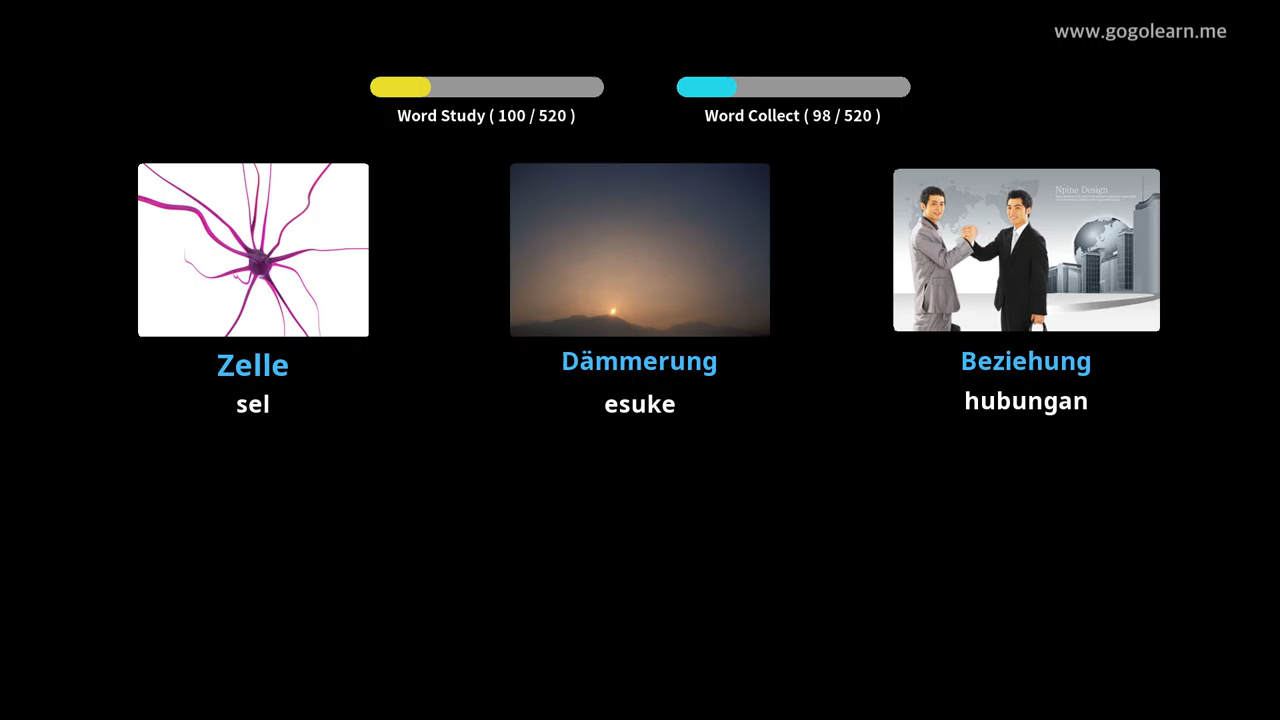 www.gogolearn.me
Word Study ( 100 / 520 )
Word Collect ( 98 / 520 )
Npine Design
Zelle
Dämmerung
Beziehung
sel
esuke
hubungan